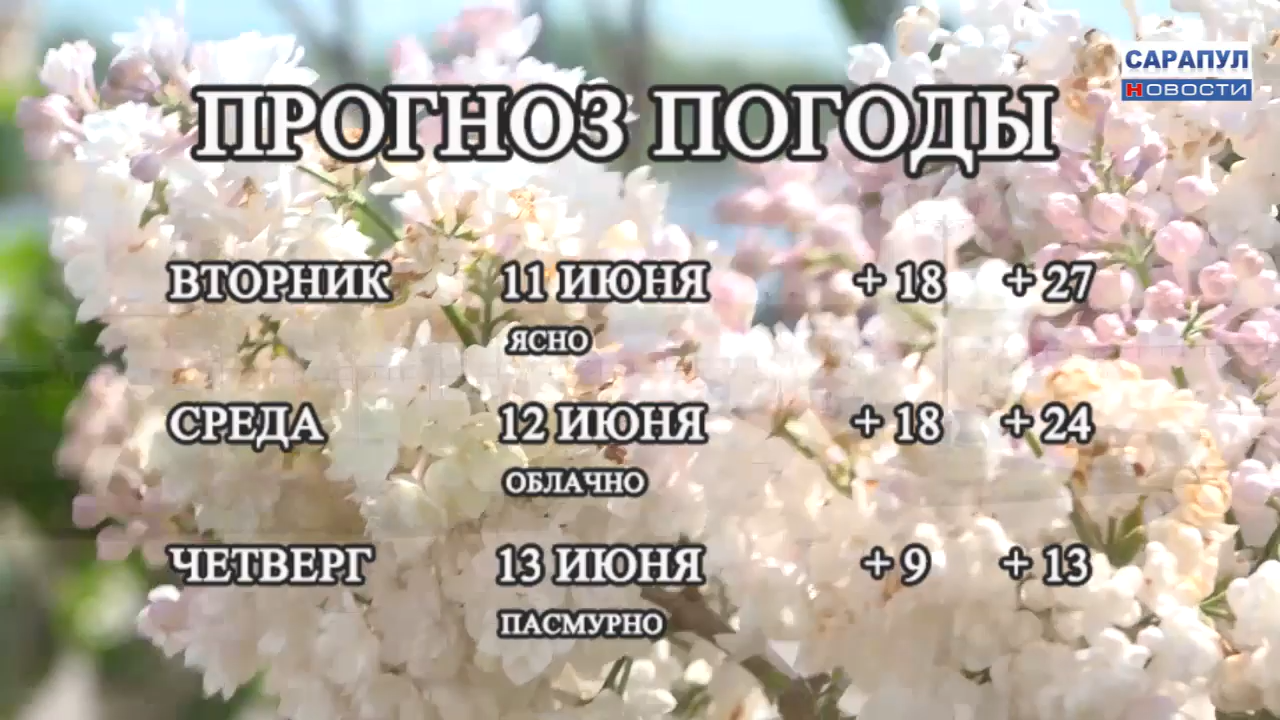 САРАПУЛ
НОВОСТИ
ПРОГНОЗ ПОГОДЫ
ВТОРНИК 11 ИЮНЯ + 18 + 27
ЯСНО
СРЕДА 12 ИЮНЯ + 18 + 24
ОБЛАЧНО
ЧЕТВЕРГ 13 ИЮНЯ + 9 + 13
ПАСМУРНО